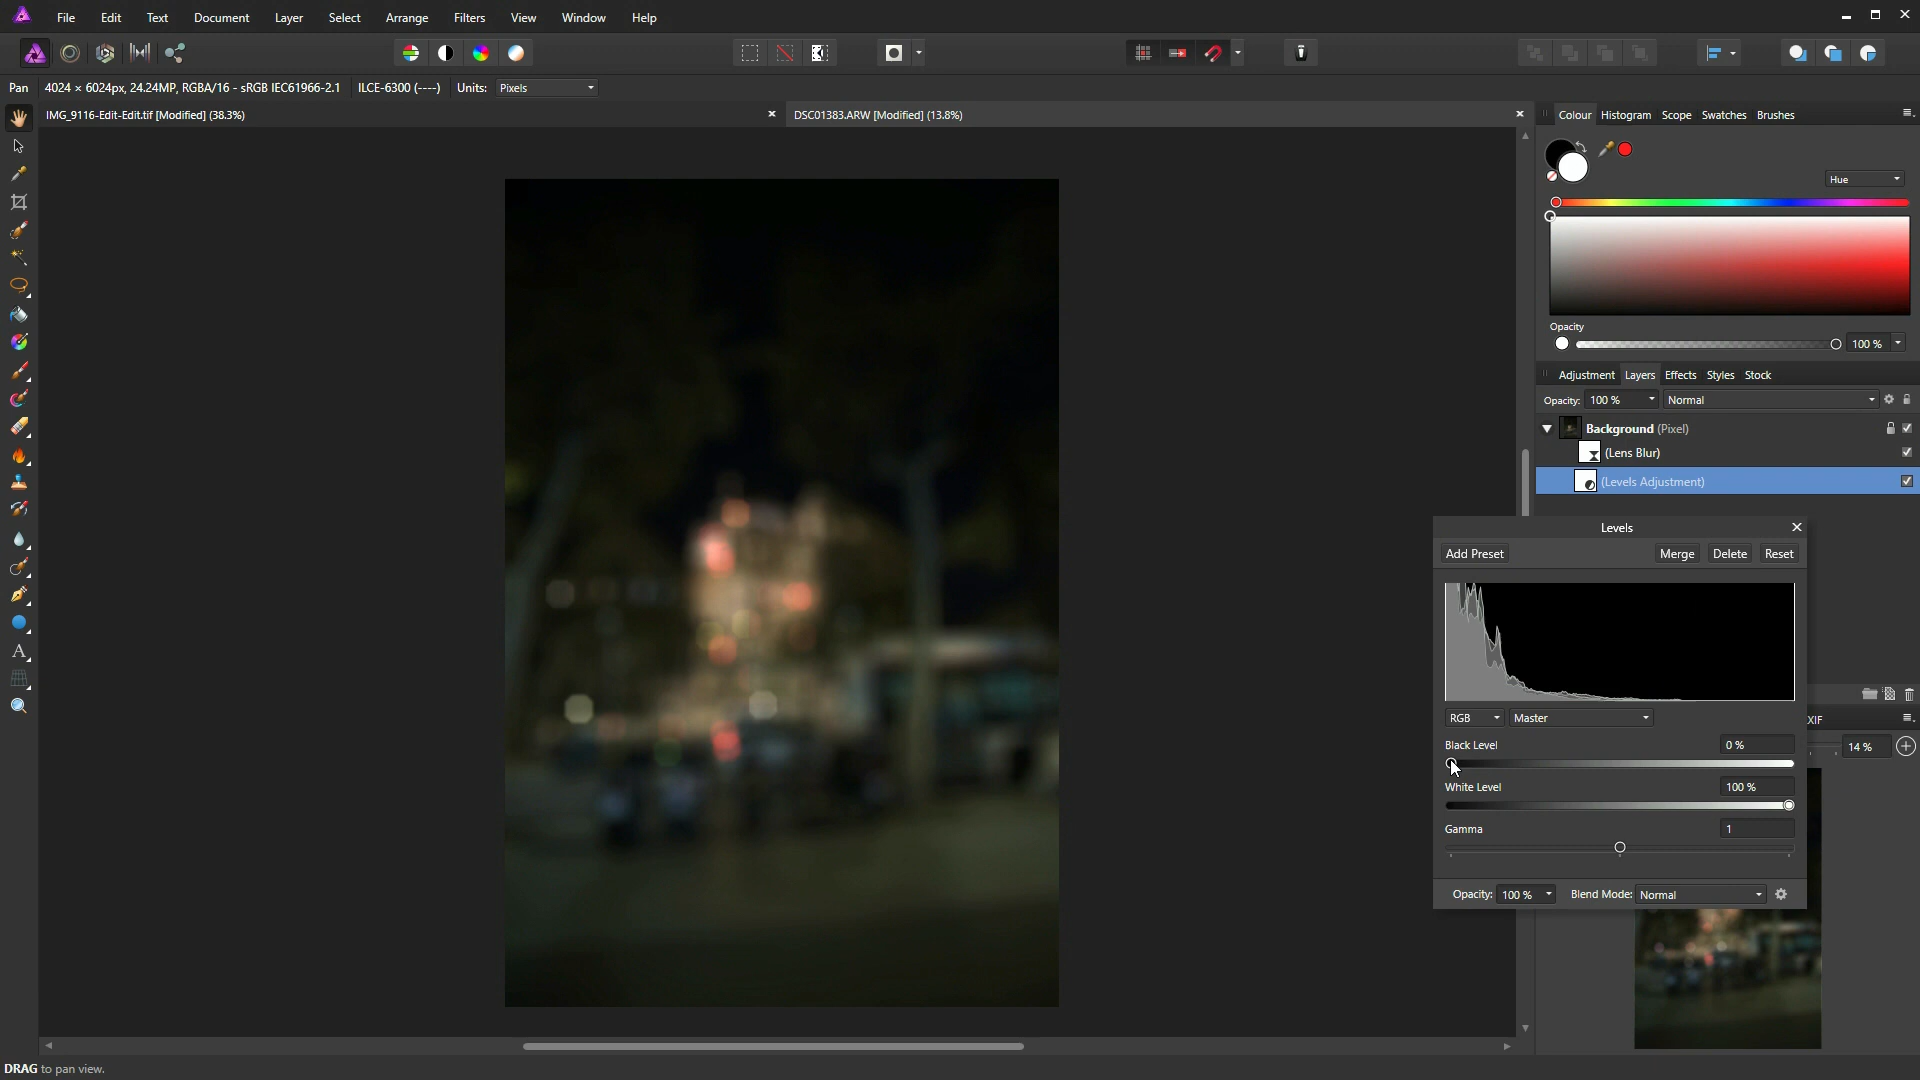 File Edit Text Document Layer Select Arrange Filters View Window Help
Pan 4024 × 6024px, 24.24MP, RGBA/16 - sRGB IEC61966-2.1 ILCE-6300 (----) Units: Pixels
IMG_9116-Edit-Edit.tif [Modified] (38.3%) DSC01383.ARW [Modified] (13.8%)
Colour Histogram Scope Swatches Brushes
Hue
Opacity
100 %
Adjustment Layers Effects Styles Stock
Opacity: 100 % Normal
Background (Pixel)
(Lens Blur)
(Levels Adjustment)
Levels
Add Preset Merge Delete Reset
RGB Master
XIF
Black Level 0 %
14 %
White Level 100 %
Gamma 1
Opacity: 100 % Blend Mode: Normal
A
DRAG to pan view.